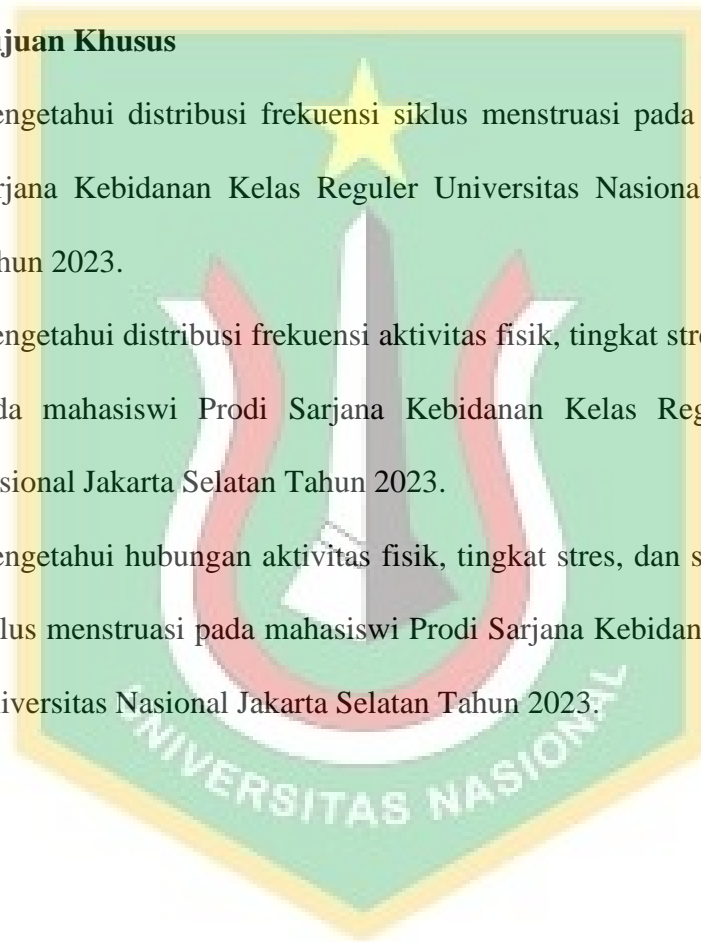 juan Khusus
engetahui distribusi frekuensi siklus menstruasi pada
rjana Kebidanan Kelas Reguler Universitas Nasional
hun 2023.
engetahui distribusi frekuensi aktivitas fisik, tingkat stre
da mahasiswi Prodi Sarjana Kebidanan Kelas Reg
sional Jakarta Selatan Tahun 2023.
engetahui hubungan aktivitas fisik, tingkat stres, dan s
lus menstruasi pada mahasiswi Prodi Sarjana Kebidan
iversitas Nasional Jakarta Selatan Tahun 2023.
UNIVERSITAS NASIONAL